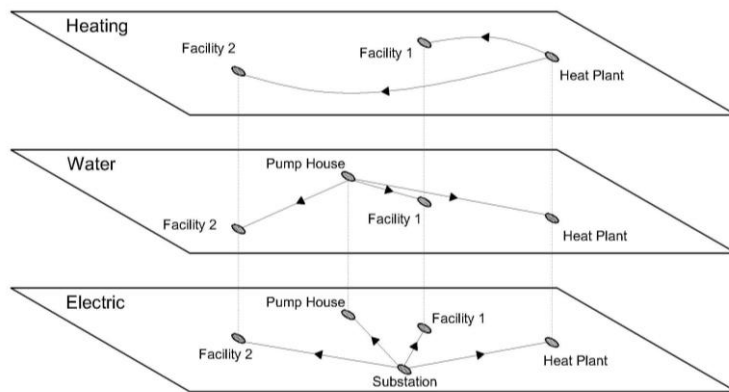 Heating
Facility 2
Facility 1
Heat Plant
Water
Pump House
Facility 2
Facility 1
Heat Plant
Electric
Pump House
Facility 1
Facility 2
Heat Plant
Substation